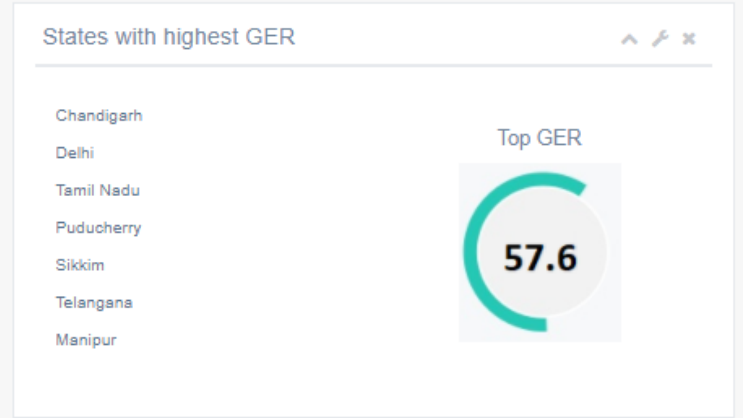 States with highest GER
Chandigarh
Delhi
Tamil Nadu
Puducherry
Sikkim
Telangana
Manipur
Top GER
57.6